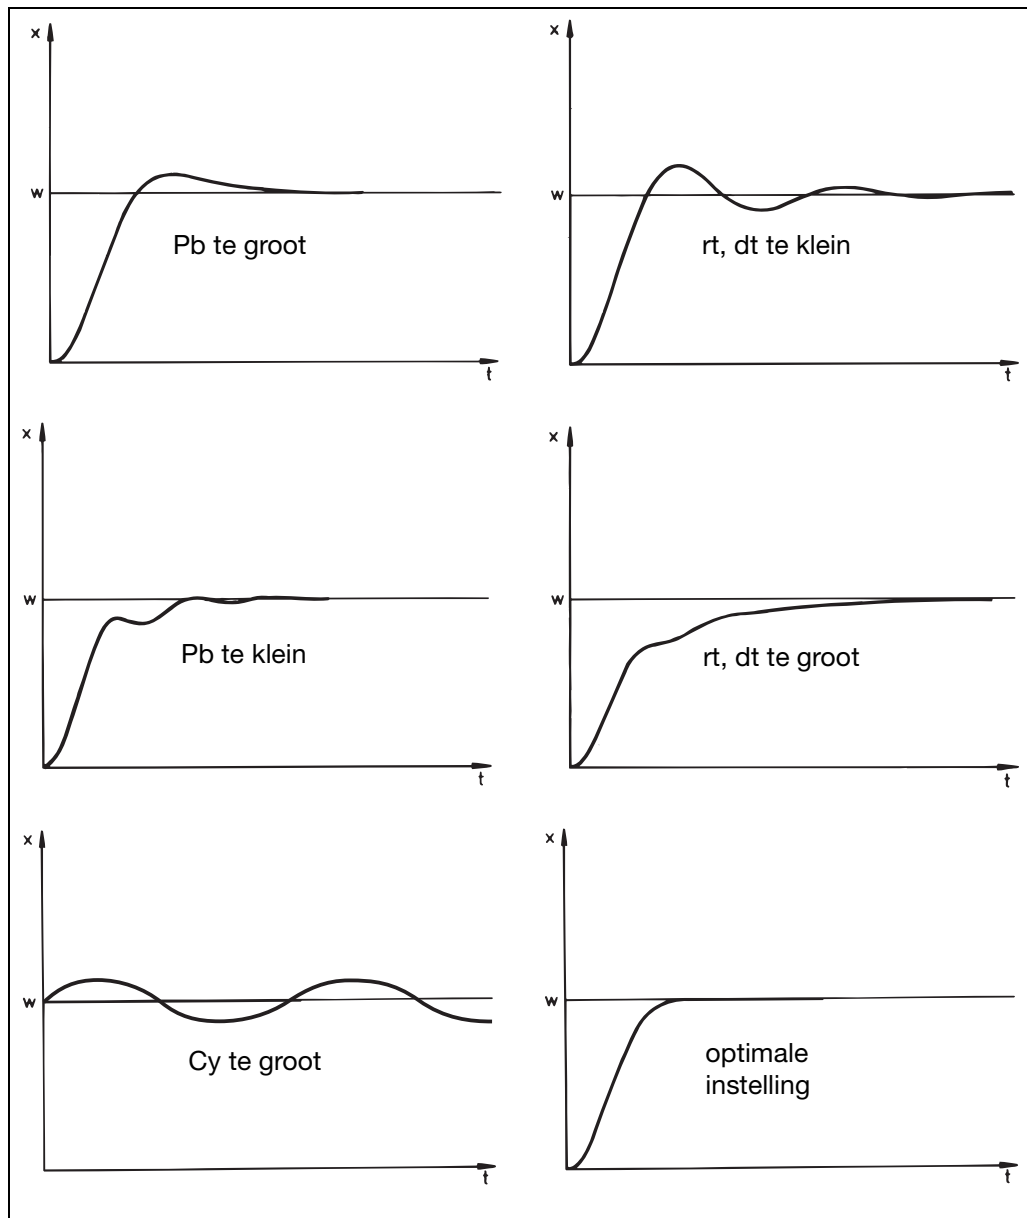 x
w
Pb te groot
t
x
w
rt, dt te klein
t
x
w
Pb te klein
t
x
w
rt, dt te groot
t
x
w
Cy te groot
t
x
w
optimale
instelling
t